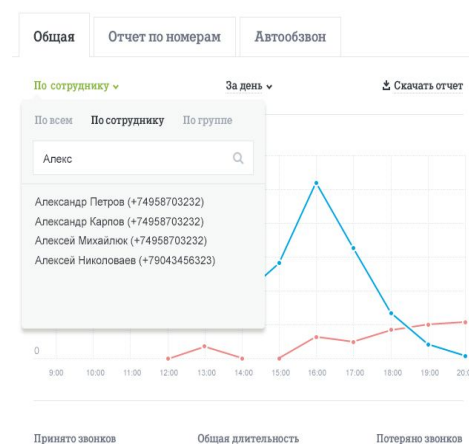 Общая Отчет по номерам Автообзвон
По сотруднику За день Скачать отчет
По всем По сотруднику По группе
Алекс
Александр Петров (+74958703232)
Александр Карпов (+74958703232)
Алексей Михайлюк (+74958703232)
Алексей Николоваев (+79043456323)
0
9:00 10:00 11:00 12:00 13:00 14:00 15:00 16:00 17:00 18:00 19:00
Принято звонков Общая длительность Потеряно звонков